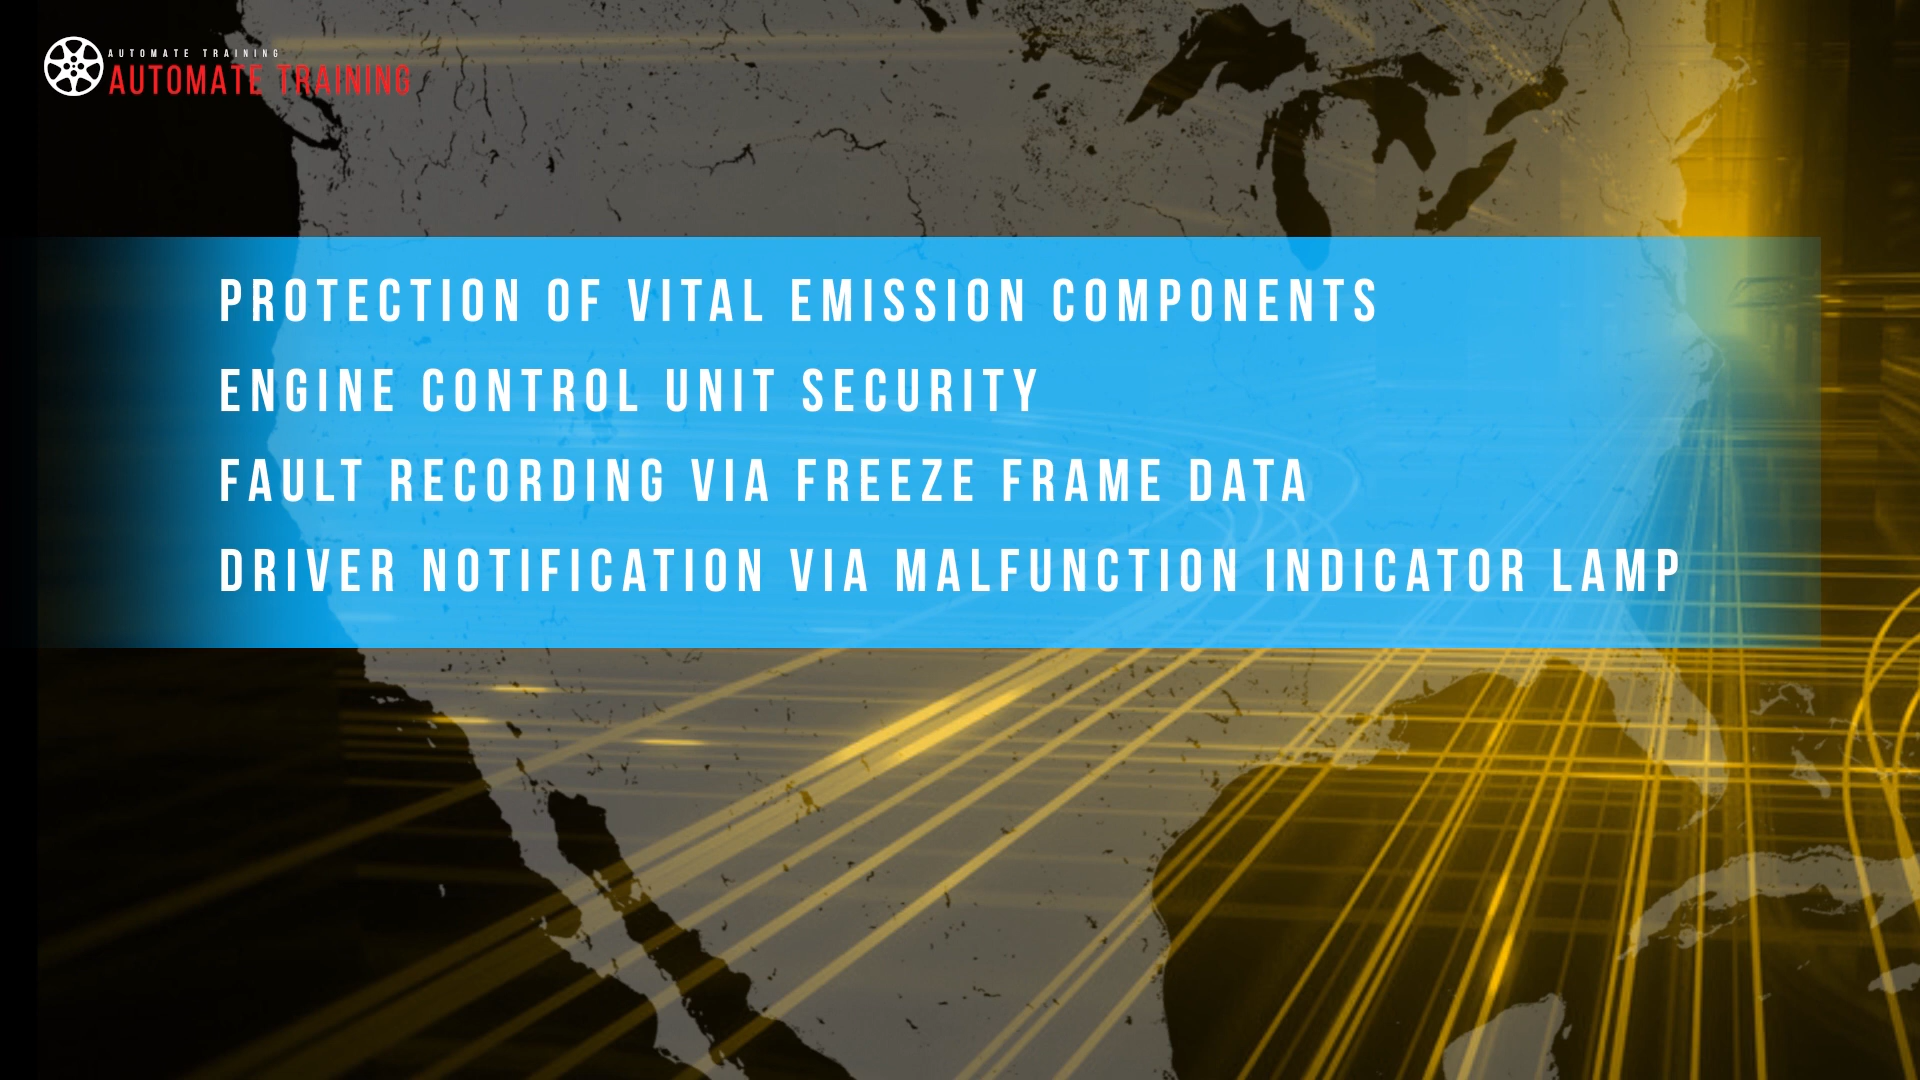 AUTOMATE TRAINING
AUTOMATE TRAINING
PROTECTION OF VITAL EMISSION COMPONENTS
ENGINE CONTROL UNIT SECURITY
FAULT RECORDING VIA FREEZE FRAME DATA
DRIVER NOTIFICATION VIA MALFUNCTION INDICATOR LAMP